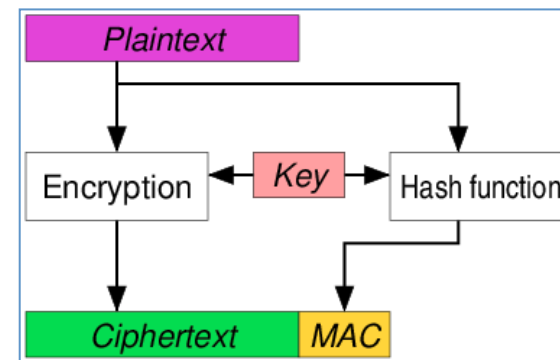 Plaintext
Encryption
Key
Hash function
Ciphertext
MAC